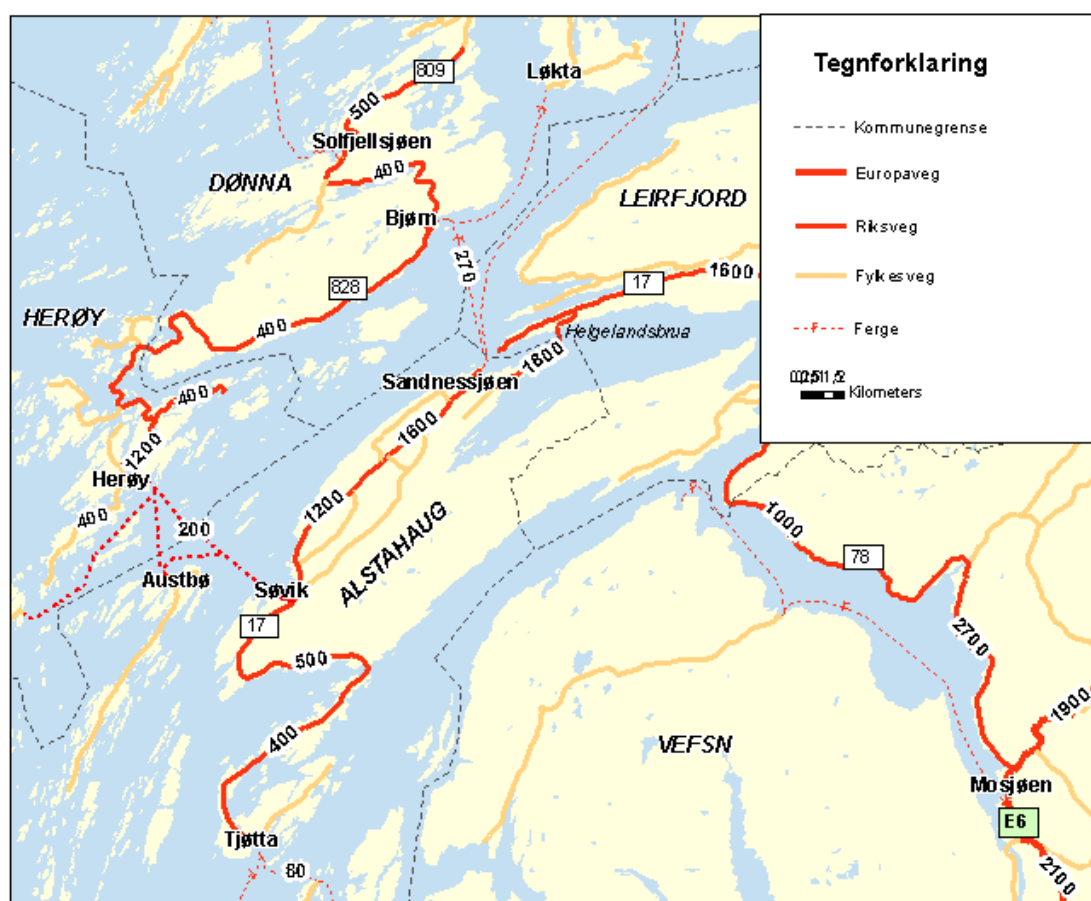 Tegnforklaring
Kommunegrense
Europaveg
Riksveg
Fylkesveg
Ferge
Kilometers
809
Løkta
500
Solfjellsjøen
400
DØNNA
LEIRFJORD
Bjørn
270
17
1600
828
HERØY
400
Helgelandsbrua
1800
Sandnessjøen
400
1600
1200
Herøy
1200
400
200
1000
ALSTAHAUG
78
Austbø
Søvik
17
2700
500
1900
400
VEFSN
Mosjøen
E6
Tjøtta
80
2100